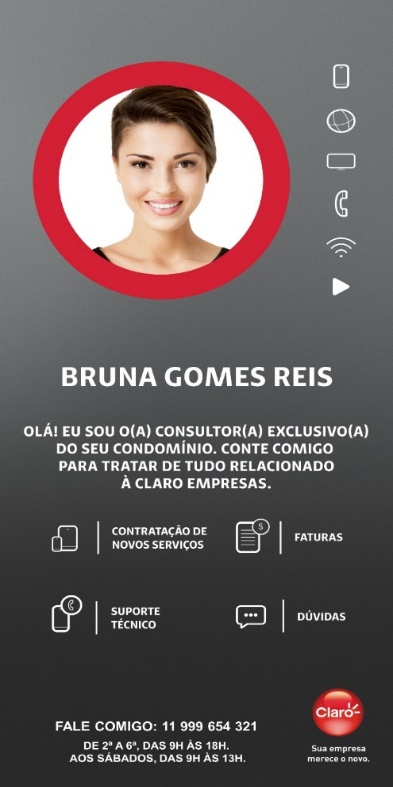 BRUNA GOMES REIS
OLÁ! EU SOU O(A) CONSULTOR(A) EXCLUSIVO(A)
DO SEU CONDOMÍNIO. CONTE COMIGO
PARA TRATAR DE TUDO RELACIONADO
À CLARO EMPRESAS.
CONTRATAÇÃO DE
NOVOS SERVIÇOS
$
FATURAS
SUPORTE
TÉCNICO
DÚVIDAS
FALE COMIGO: 11 999 654 321
DE 2ª A 6ª, DAS 9H ÀS 18H.
AOS SÁBADOS, DAS 9H ÀS 13H.
Claro
Sua empresa
merece o novo.